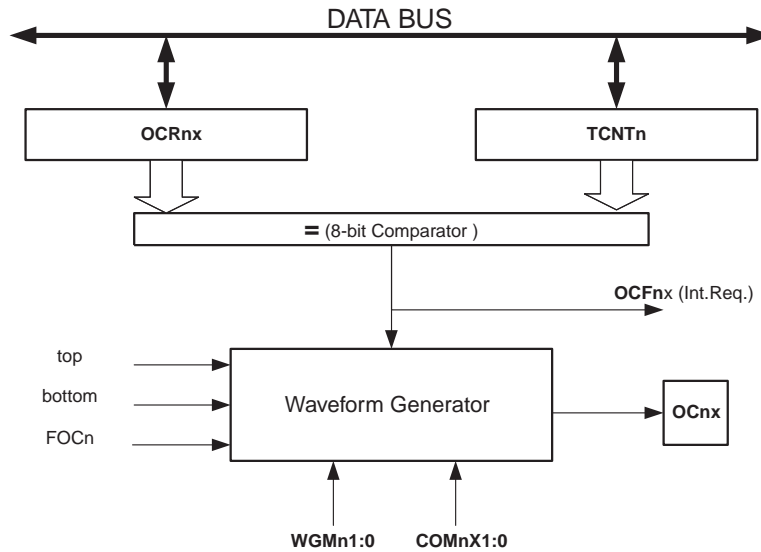 DATA BUS
OCRnx
TCNTn
= (8-bit Comparator )
OCFnx (Int.Req.)
top
bottom
FOCn
Waveform Generator
OCnx
WGMn1:0
COMnX1:0